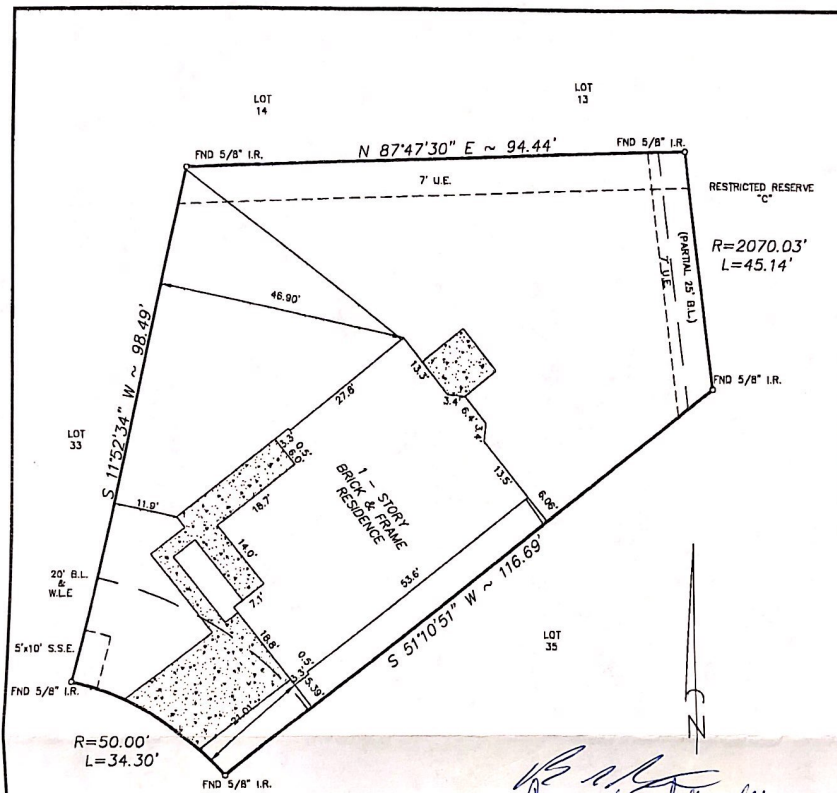 LOT
14
LOT
13
FND 5/8" I.R.
N 87°47'30" E ~ 94.44'
FND 5/8" I.R.
7' U.E.
RESTRICTED RESERVE
"C"
R=2070.03'
L=45.14'
(PARTIAL 25' B.L.)
7' U.E.
46.90'
S 11°52'34" W ~ 98.49'
13.3'
FND 5/8" I.R.
3.4'
27.8'
6.4'
3.4'
LOT
33
3.3'
0.5'
6.0'
1 - STORY
BRICK & FRAME
RESIDENCE
13.5'
11.9'
18.7'
6.06'
14.0'
53.6'
S 51°10'51" W ~ 116.69'
20' B.L.
&
W.L.E
7.1'
LOT
35
5'x10' S.S.E.
18.8'
0.5'
3.3'
5.39'
FND 5/8" I.R.
21.01'
R=50.00'
L=34.30'
FND 5/8" I.R.
N